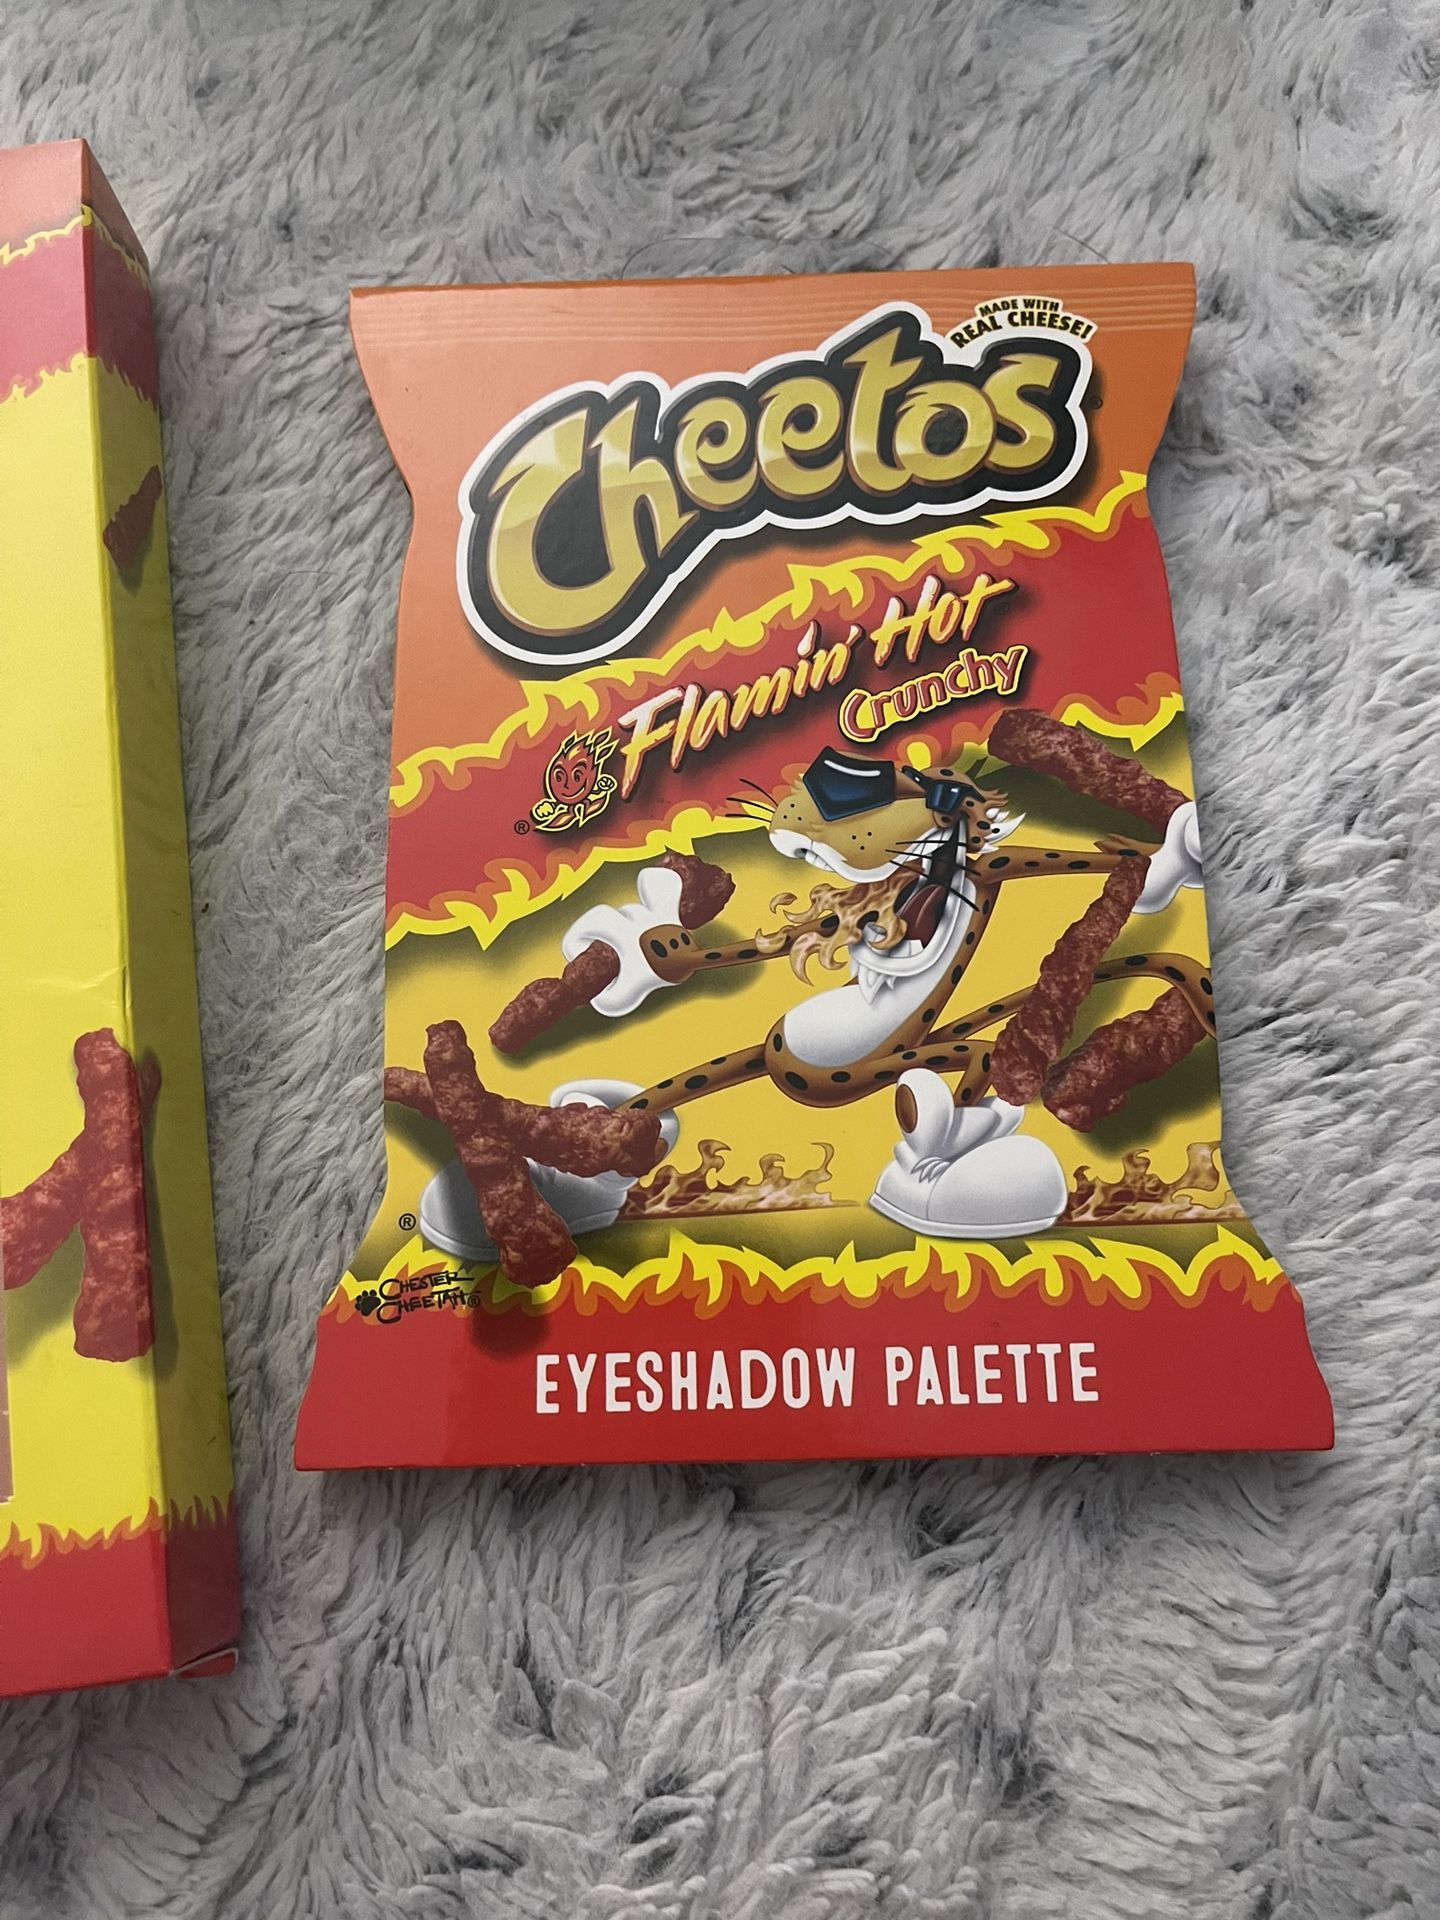 MADE WITH
REAL CHEESE!
Cheetos®
Flamin' Hot
Crunchy
®
®
CHESTER
CHEETAH®
EYESHADOW PALETTE